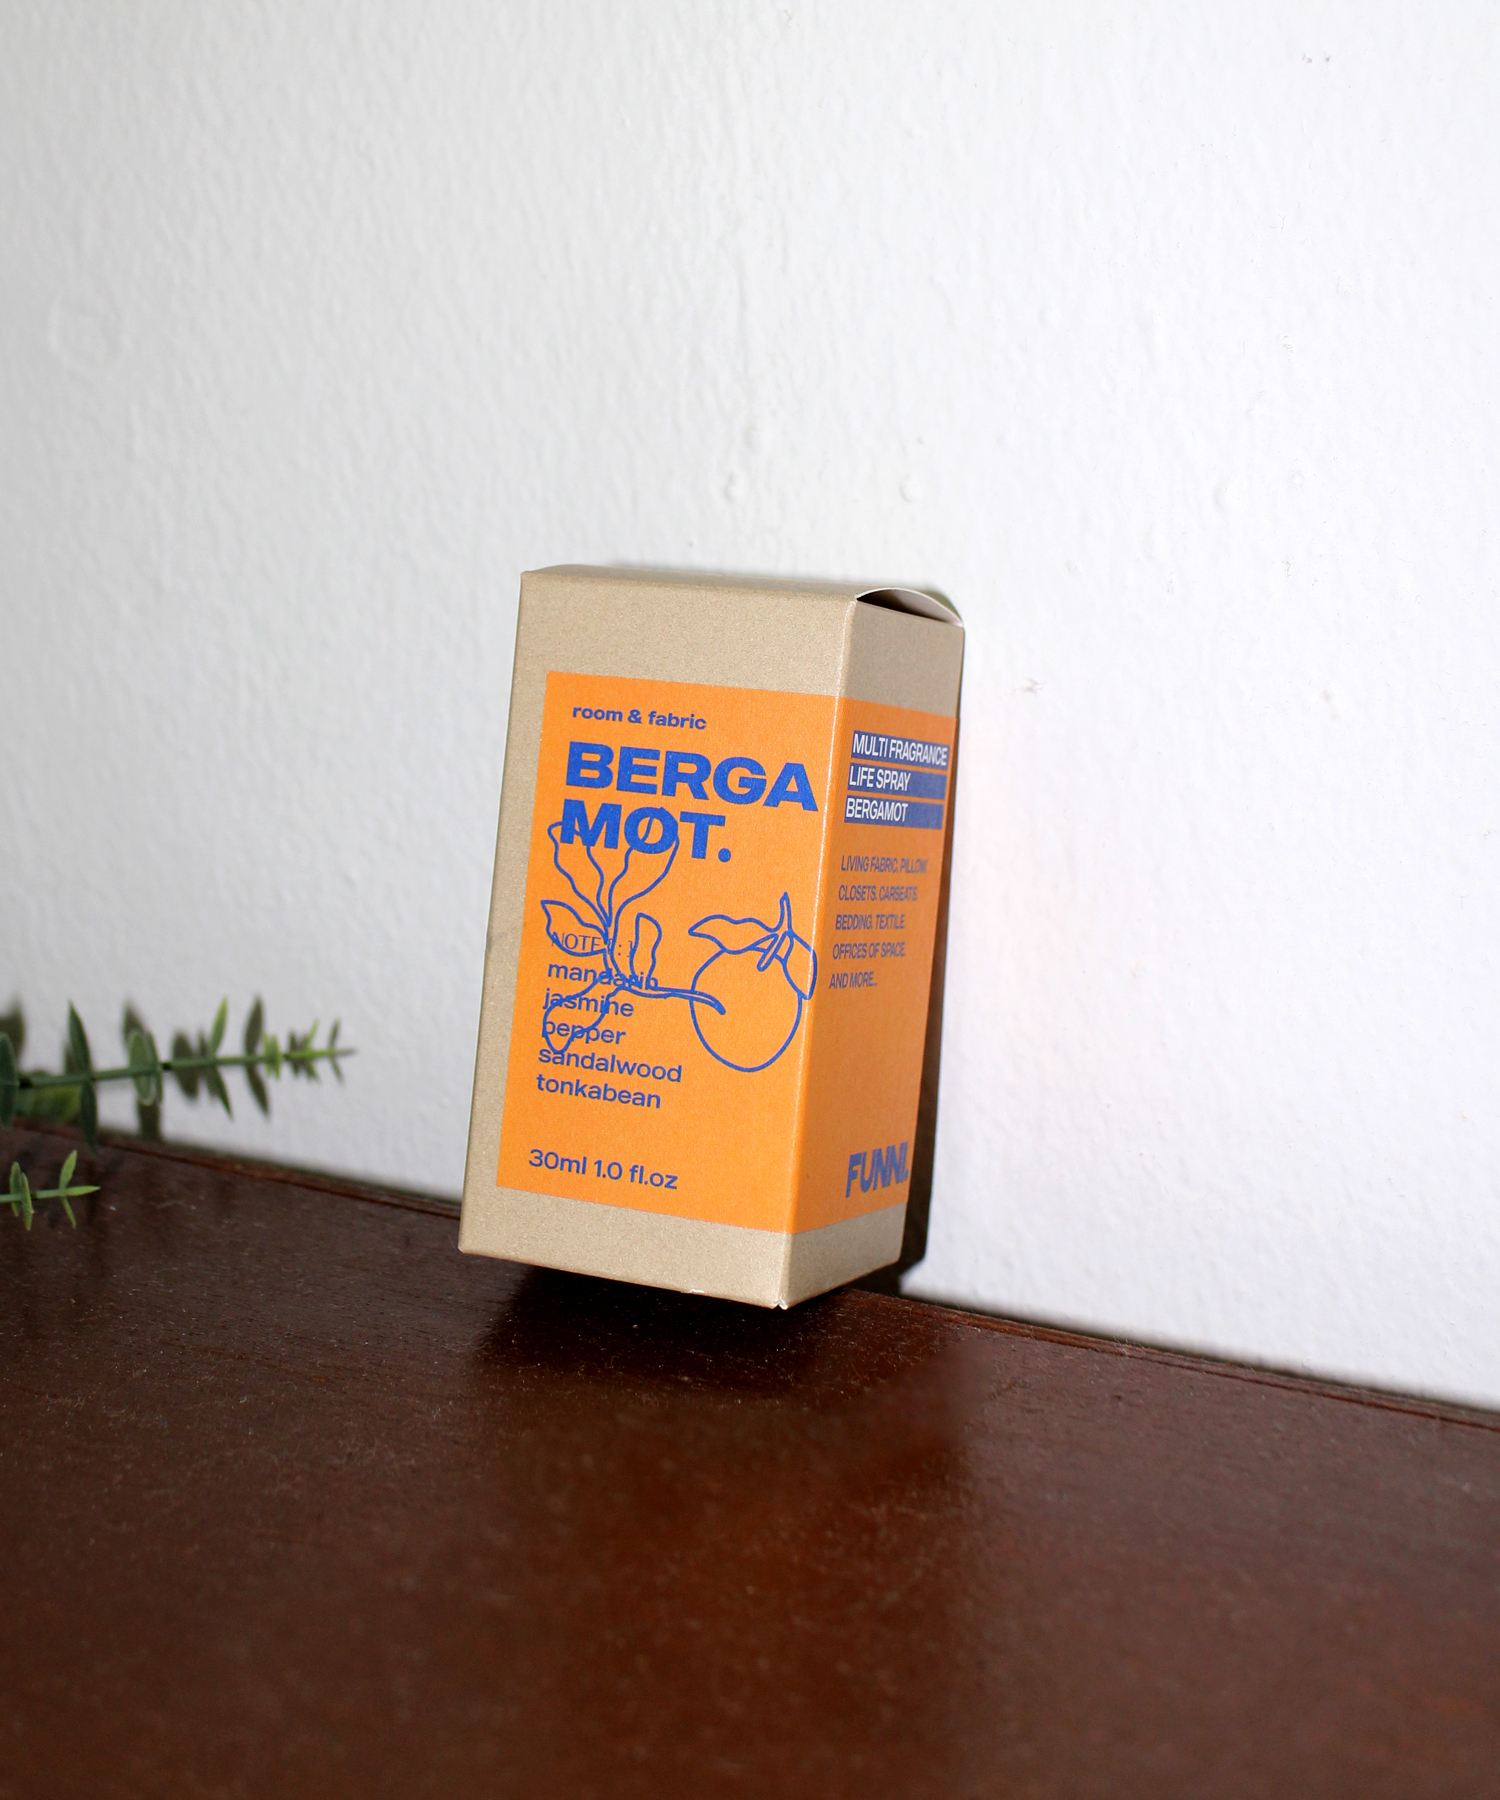 room & fabric
BERGA
MØT.
NOTE [ : ]
mandarin
jasmine
pepper
sandalwood
tonkabean
30ml 1.0 fl.oz
MULTI FRAGRANCE
LIFE SPRAY
BERGAMOT
LIVING FABRIC. PILLOW.
CLOSETS. CARSEATS.
BEDDING. TEXTILE.
OFFICES OF SPACE.
AND MORE..
FUNNI.